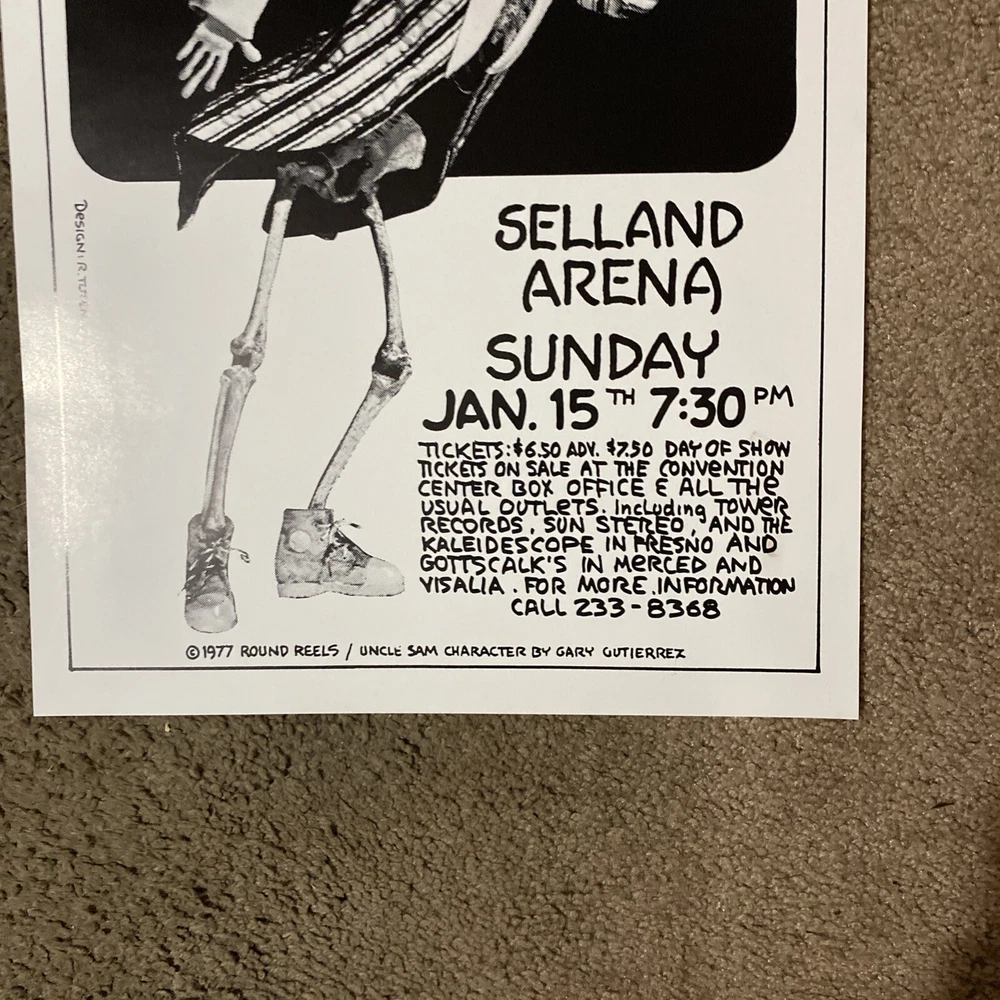 SELLAND
ARENA
SUNDAY
JAN. 15TH 7:30PM
TICKETS: $6.50 ADV. $7.50 DAY OF SHOW
TICKETS ON SALE AT THE CONVENTION
CENTER BOX OFFICE & ALL THE
USUAL OUTLETS. Including TOWER
RECORDS, SUN STEREO, AND THE
KALEIDESCOPE IN FRESNO AND
GOTTSCALK'S IN MERCED AND
VISALIA. FOR MORE. INFORMATION
CALL 233-8368
©1977 ROUND REELS / UNCLE SAM CHARACTER BY GARY GUTIERREZ
DESIGN: R.